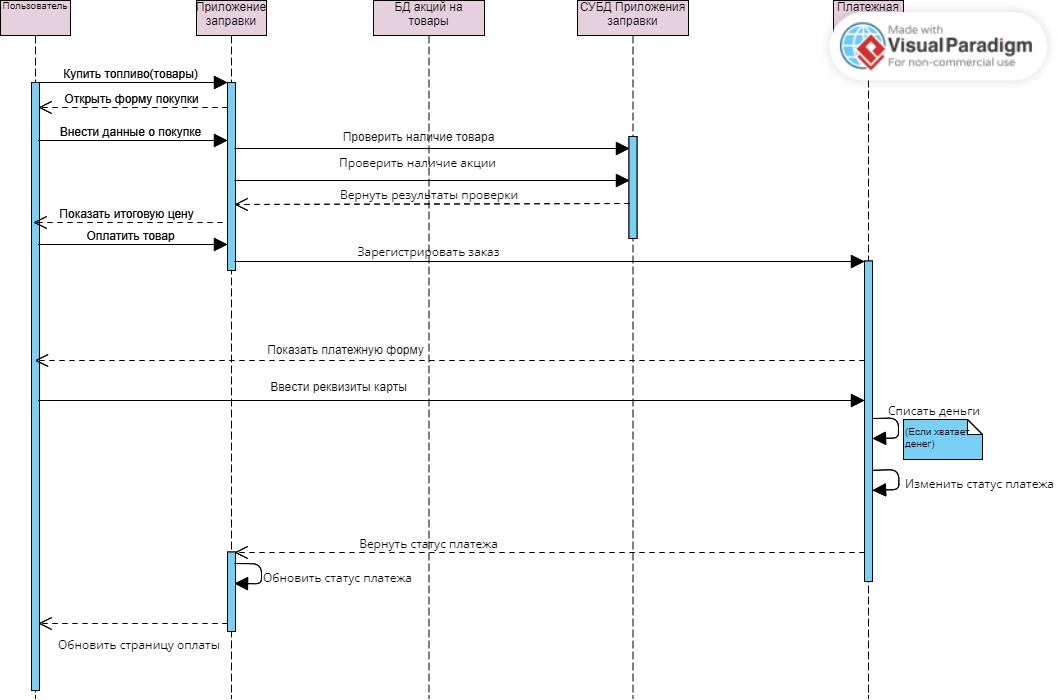 Пользователь
Приложение
заправки
БД акций на
товары
СУБД Приложения
заправки
Платежная
Made with
Visual Paradigm
For non-commercial use
Купить топливо(товары)
Открыть форму покупки
Внести данные о покупке
Проверить наличие товара
Проверить наличие акции
Вернуть результаты проверки
Показать итоговую цену
Оплатить товар
Зарегистрировать заказ
Показать платежную форму
Ввести реквизиты карты
Списать деньги
(Если хватает
денег)
Изменить статус платежа
Вернуть статус платежа
Обновить статус платежа
Обновить страницу оплаты